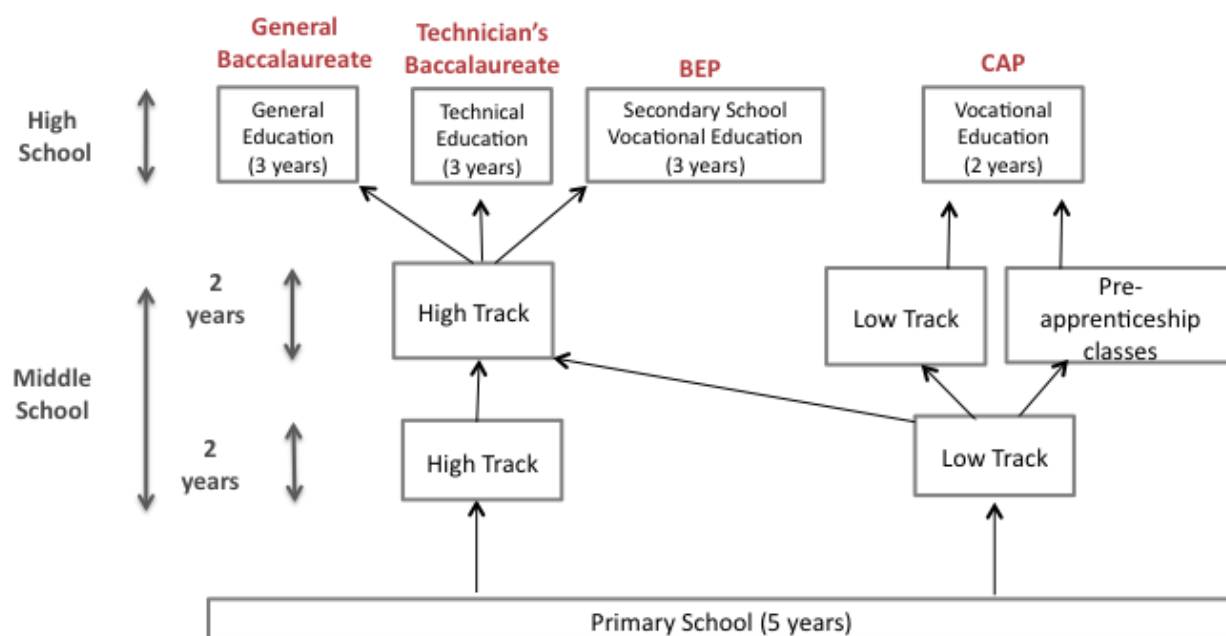 General
Baccalaureate
Technician's
Baccalaureate
BEP
CAP
High
School
General
Education
(3 years)
Technical
Education
(3 years)
Secondary School
Vocational Education
(3 years)
Vocational
Education
(2 years)
2
years
High Track
Low Track
Pre-
apprenticeship
classes
Middle
School
2
years
High Track
Low Track
Primary School (5 years)